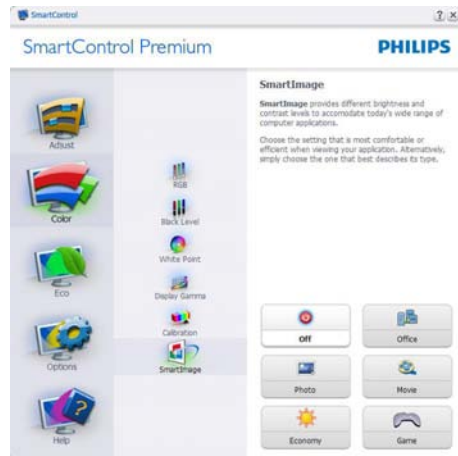 SmartControl
SmartControl Premium
PHILIPS
Adjust
Color
Eco
Options
Help
RGB
Black Level
White Point
Display Gamma
Calibration
SmartImage
SmartImage
SmartImage provides different brightness and
contrast levels to accomodate today's wide range of
computer applications.
Choose the setting that is most comfortable or
efficient when viewing your application. Alternatively,
simply choose the one that best describes its type.
Off
Office
Photo
Movie
Economy
Game